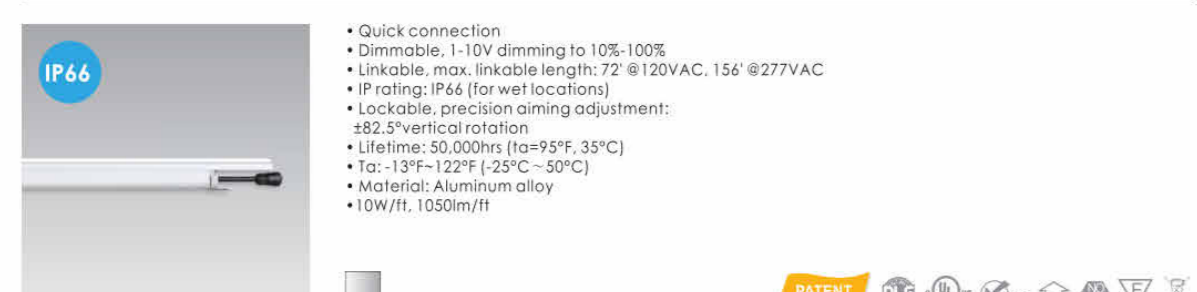 IP66
• Quick connection
• Dimmable, 1-10V dimming to 10%-100%
• Linkable, max. linkable length: 72' @120VAC, 156' @277VAC
• IP rating: IP66 (for wet locations)
• Lockable, precision aiming adjustment:
±82.5°vertical rotation
• Lifetime: 50,000hrs (ta=95°F, 35°C)
• Ta: -13°F~122°F (-25°C~50°C)
• Material: Aluminum alloy
•10W/ft, 1050lm/ft
PATENT